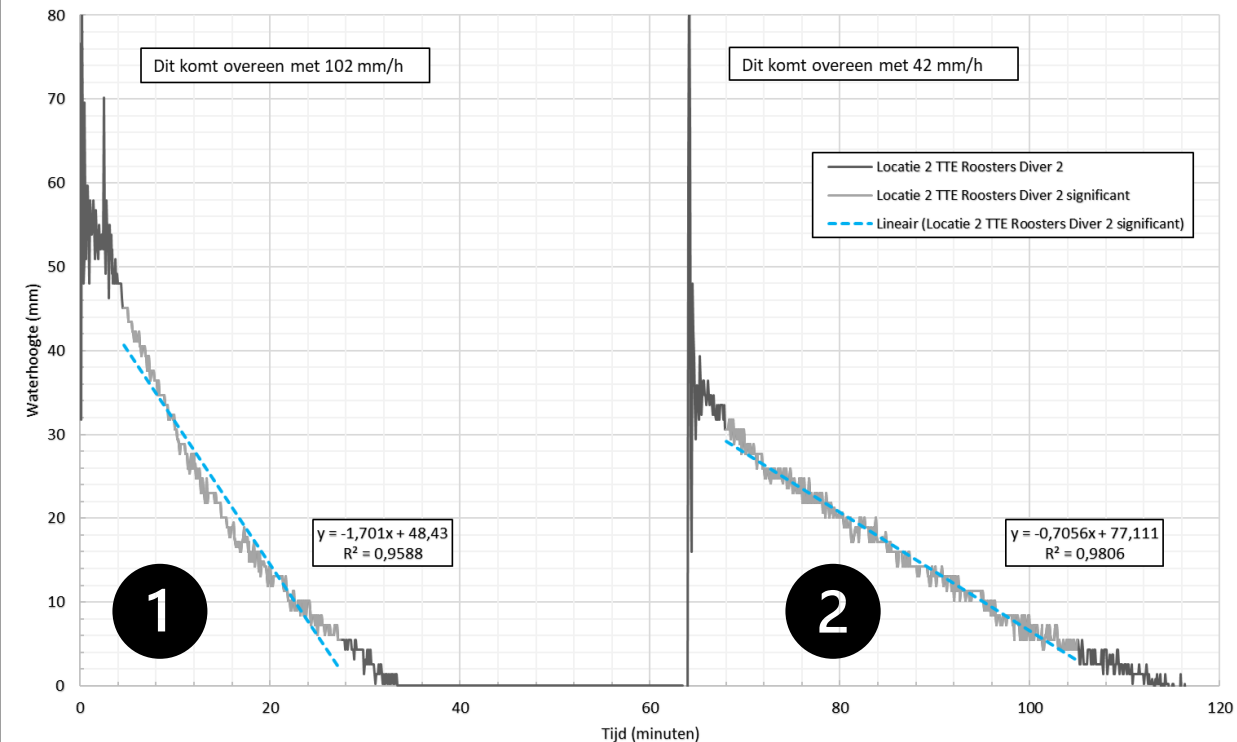 80
70
60
50
40
30
20
10
0
Waterhoogte (mm)
Dit komt overeen met 102 mm/h
Dit komt overeen met 42 mm/h
Locatie 2 TTE Roosters Diver 2
Locatie 2 TTE Roosters Diver 2 significant
Lineair (Locatie 2 TTE Roosters Diver 2 significant)
y = -1,701x + 48,43
R² = 0,9588
y = -0,7056x + 77,111
R² = 0,9806
1
2
0
20
40
60
80
100
120
Tijd (minuten)